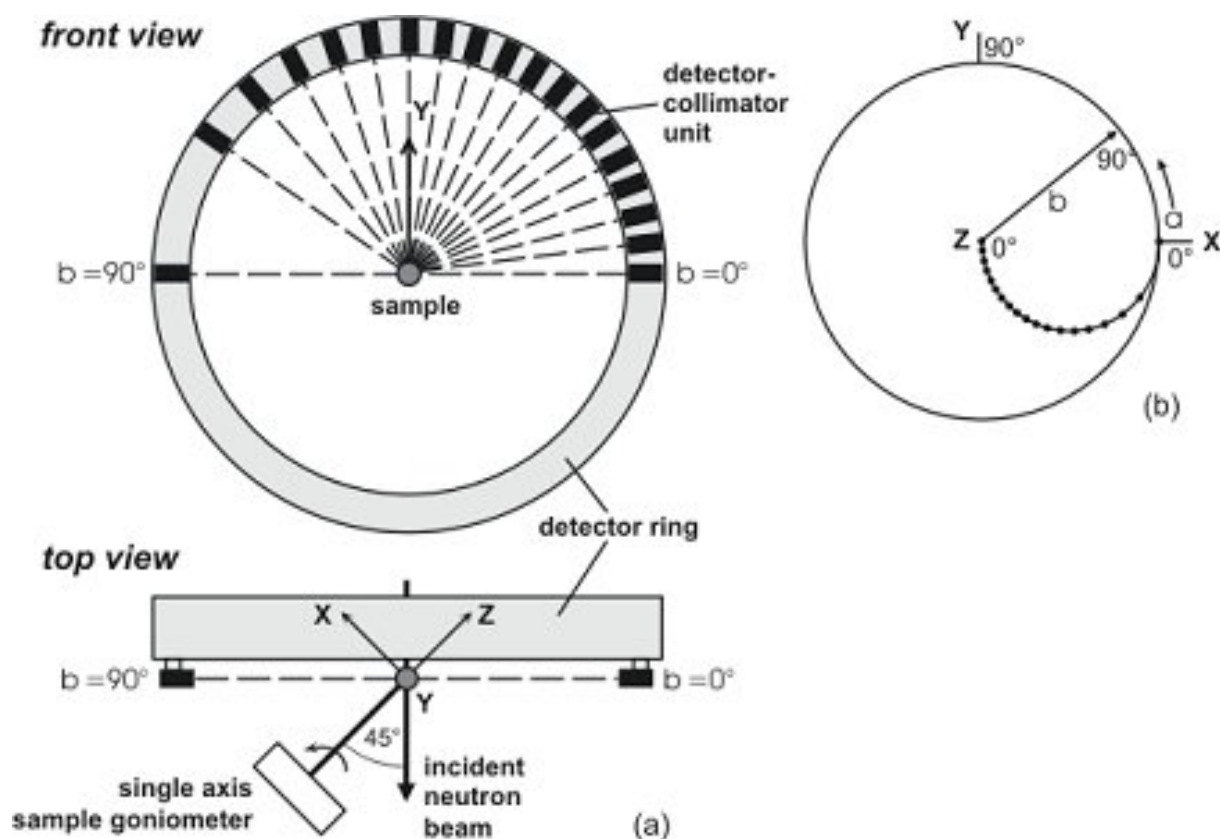 front view
Y
detector-
collimator
unit
b = 90°
b = 0°
sample
detector ring
top view
X
Z
b = 90°
b = 0°
Y
45°
single axis
sample goniometer
incident
neutron
beam
(a)
Y
90°
90°
b
a
Z
0°
X
0°
(b)